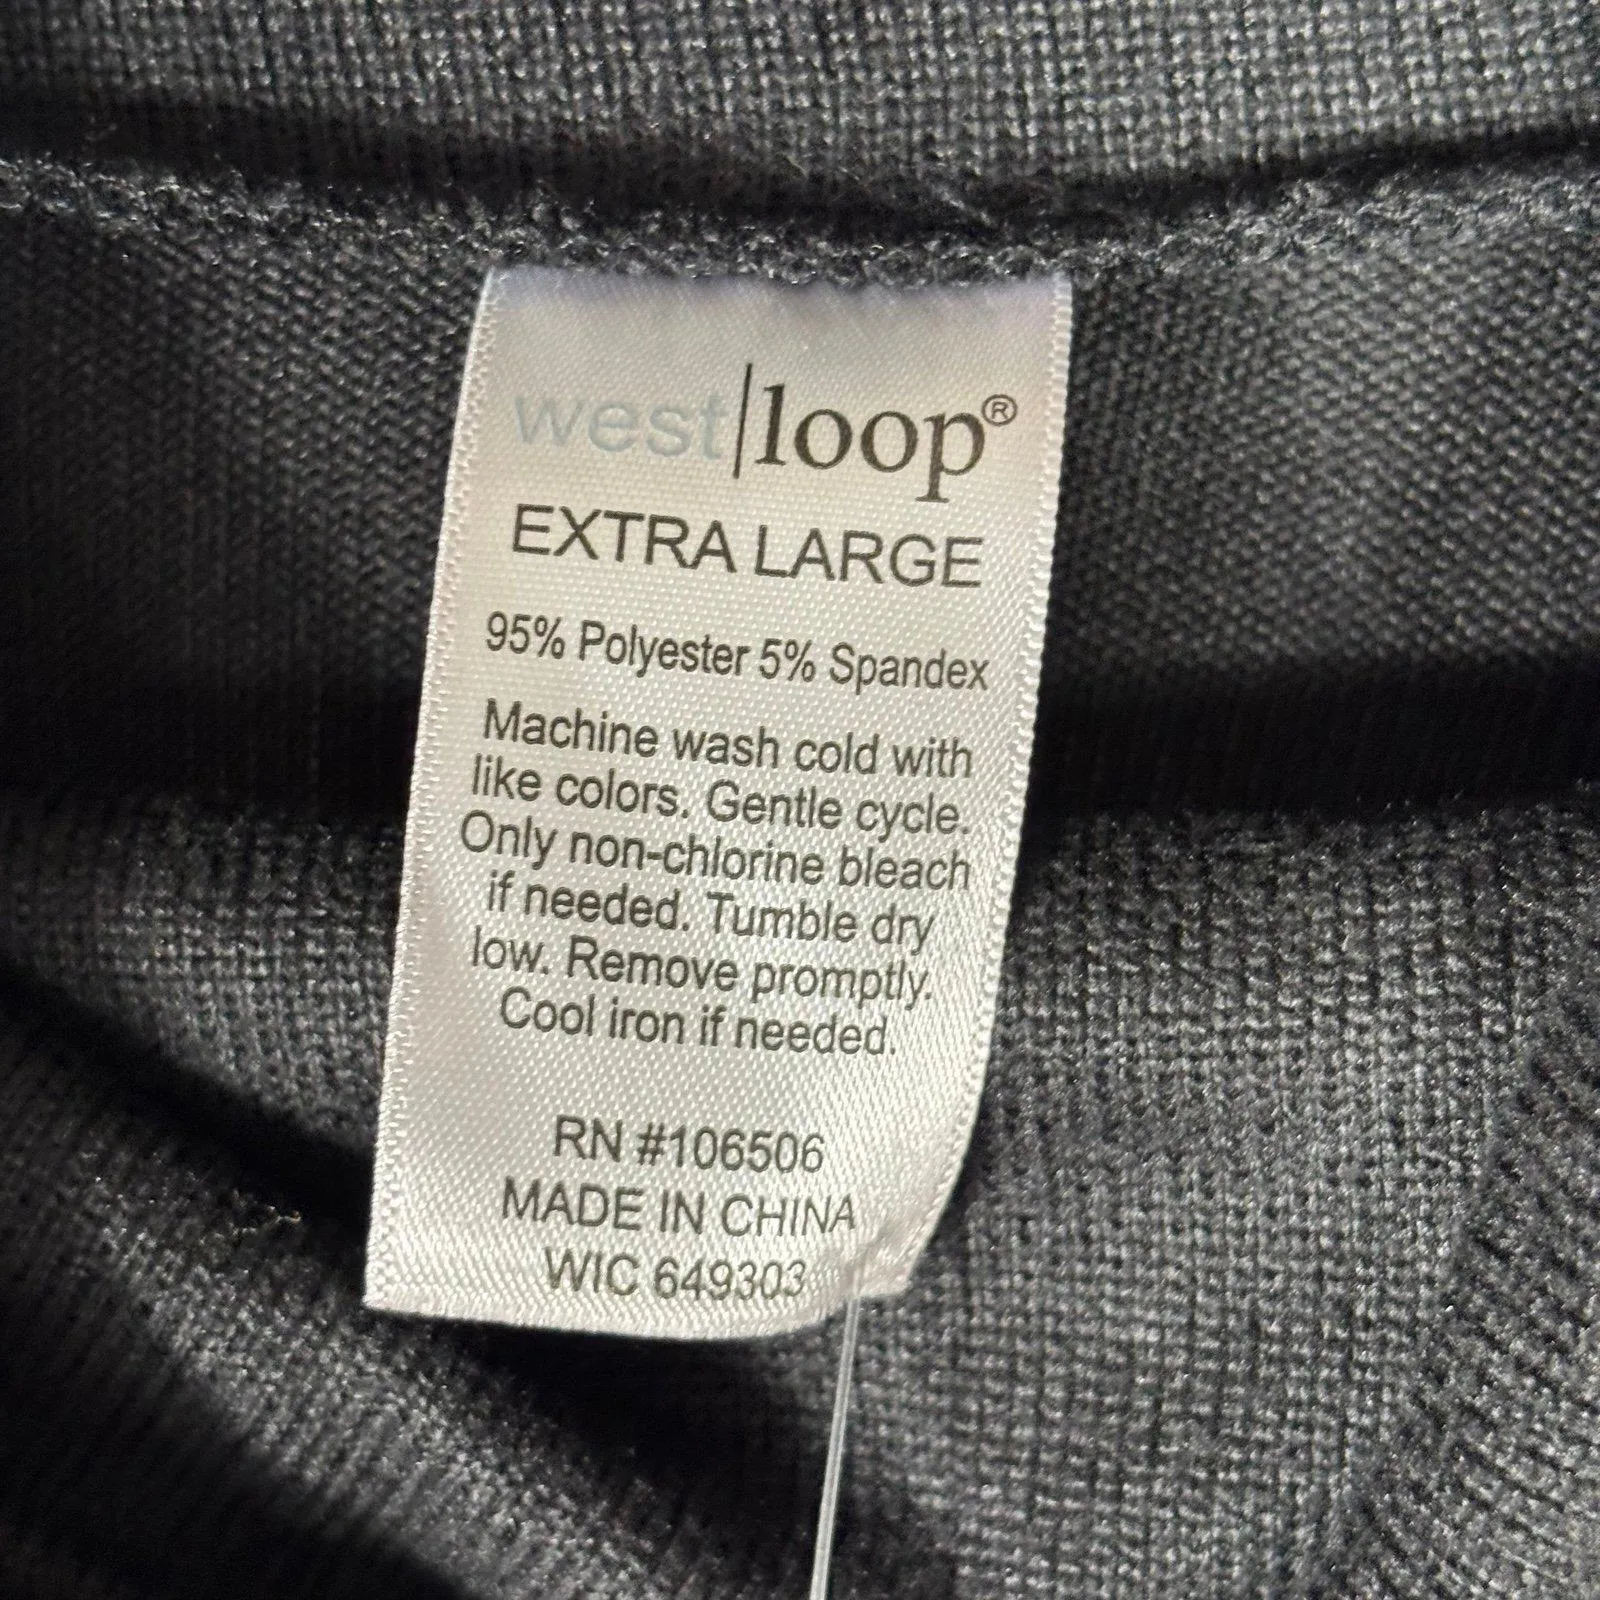 west|loop®
EXTRA LARGE
95% Polyester 5% Spandex
Machine wash cold with
like colors. Gentle cycle.
Only non-chlorine bleach
if needed. Tumble dry
low. Remove promptly.
Cool iron if needed.
RN #106506
MADE IN CHINA
WIC 649303